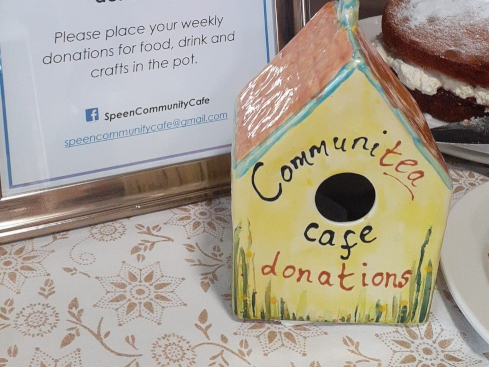 Please place your weekly
donations for food, drink and
crafts in the pot.
SpeenCommunityCafe
speencommunitycafe@gmail.com
Communitea
cafe
donations